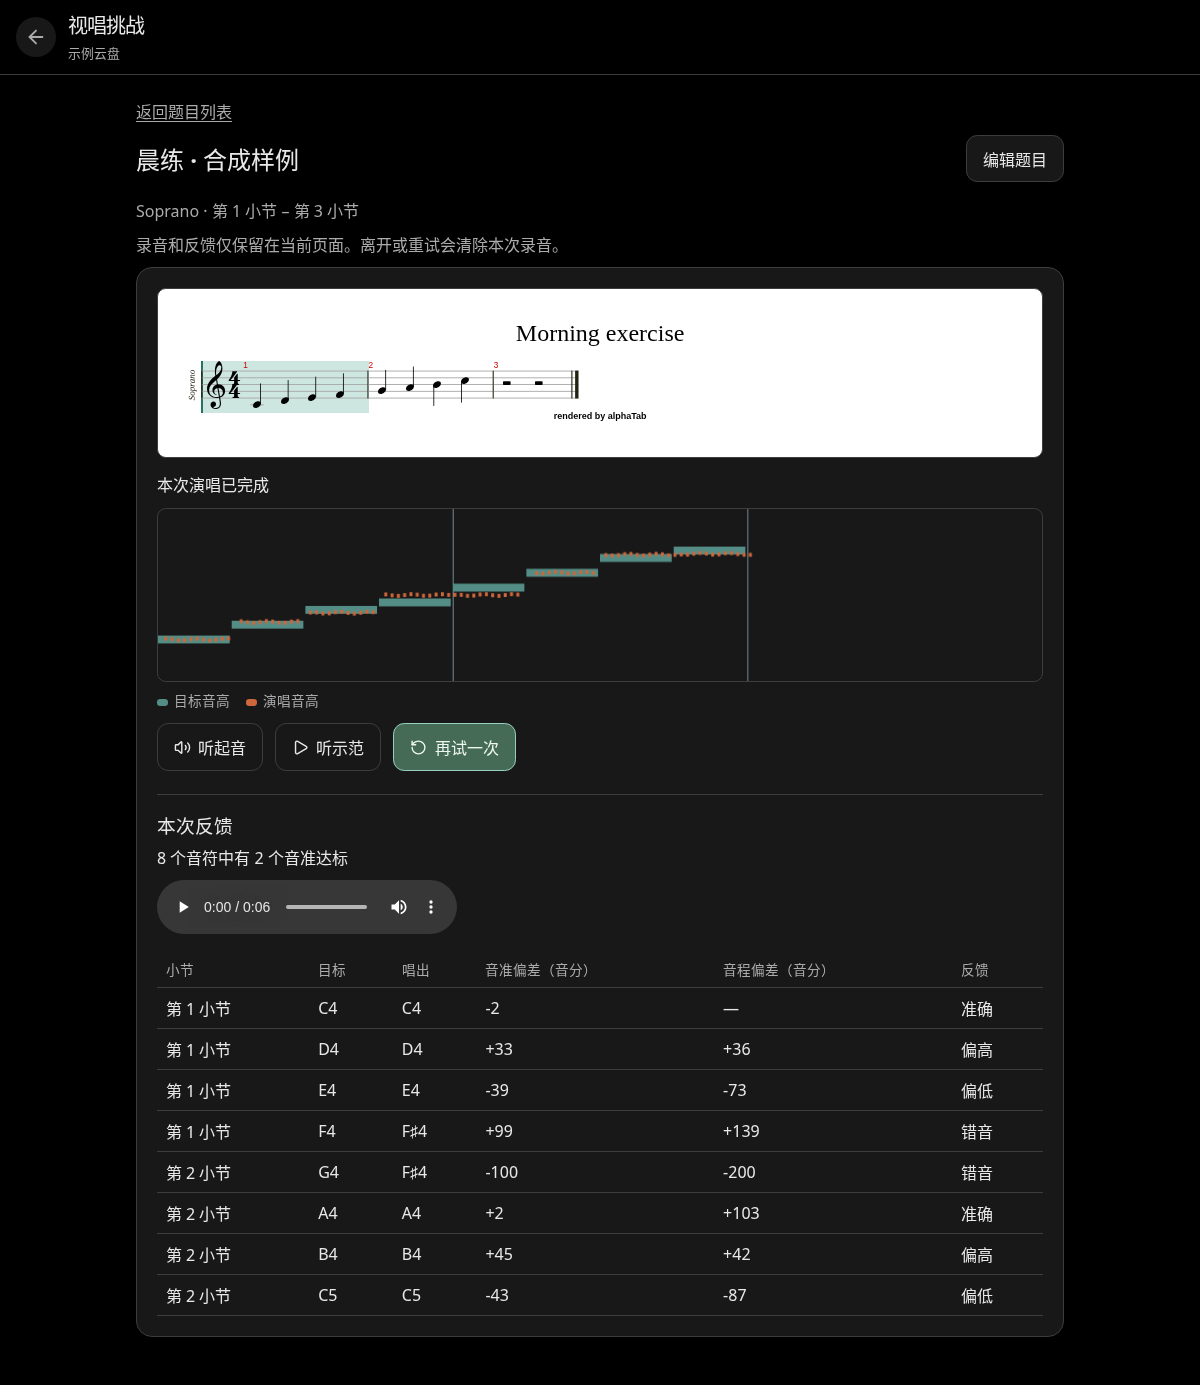 视唱挑战
示例云盘
返回题目列表
晨练 · 合成样例
编辑题目
Soprano · 第 1 小节 – 第 3 小节
录音和反馈仅保留在当前页面。离开或重试会清除本次录音。
Morning exercise
Soprano
1 2 3
4
4
rendered by alphaTab
本次演唱已完成
目标音高 演唱音高
听起音 听示范 再试一次
本次反馈
8 个音符中有 2 个音准达标
0:00 / 0:06
小节 目标 唱出 音准偏差（音分） 音程偏差（音分） 反馈
第 1 小节 C4 C4 -2 — 准确
第 1 小节 D4 D4 +33 +36 偏高
第 1 小节 E4 E4 -39 -73 偏低
第 1 小节 F4 F♯4 +99 +139 错音
第 2 小节 G4 F♯4 -100 -200 错音
第 2 小节 A4 A4 +2 +103 准确
第 2 小节 B4 B4 +45 +42 偏高
第 2 小节 C5 C5 -43 -87 偏低